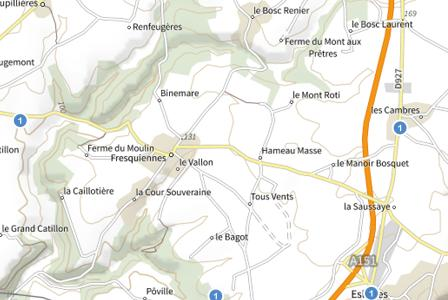 upillières
Renfeugères
le Bosc Renier
169
le Bosc Laurent
Ferme du Mont aux
Prêtres
ugemont
Binemare
le Mont Roti
D927
les Cambres
100
1
1
131
tillon
Ferme du Moulin
Fresquiennes
Hameau Masse
le Vallon
le Manoir Bosquet
la Caillotière
la Cour Souveraine
Tous Vents
la Saussaye
le Grand Catillon
le Bagot
A151
Pôville
1
1